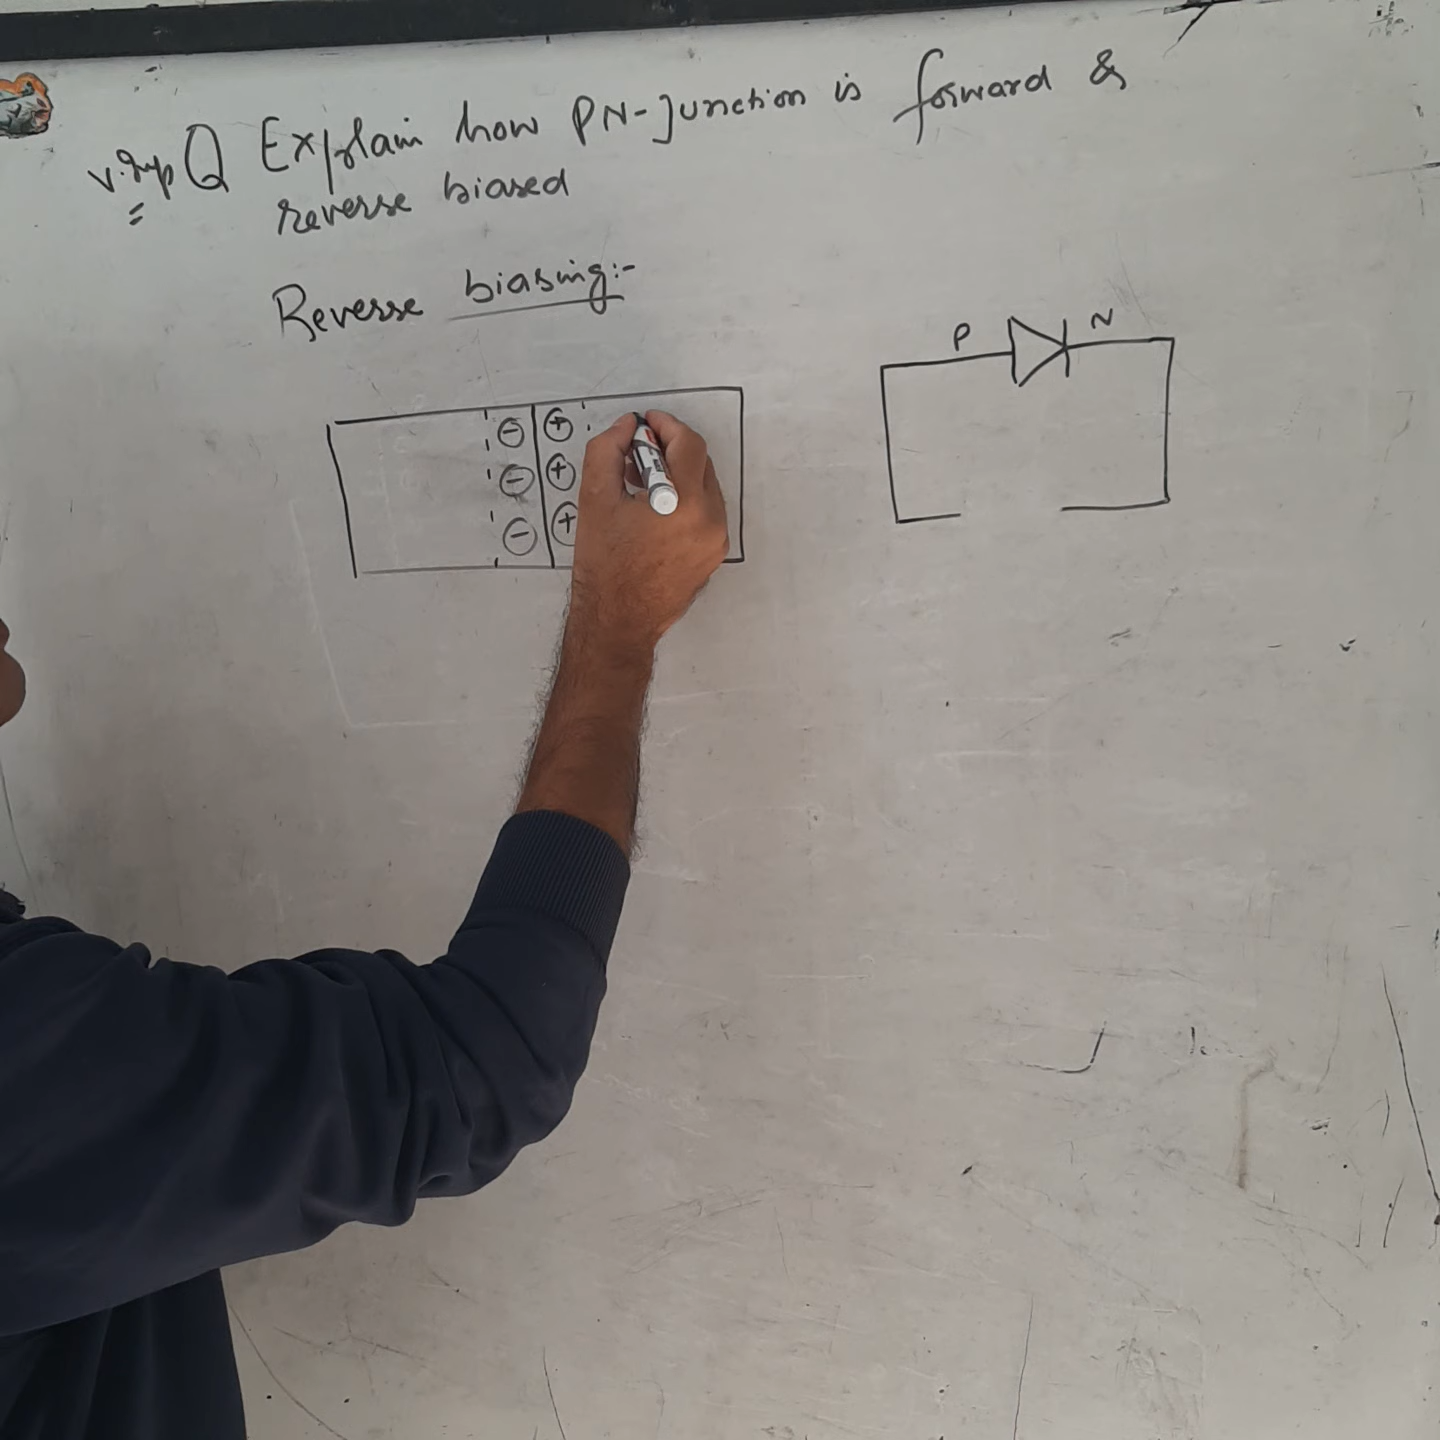 V.Imp Q Explain how PN-Junction is forward &
reverse biased
Reverse biasing:-
P N
- +
- +
- +